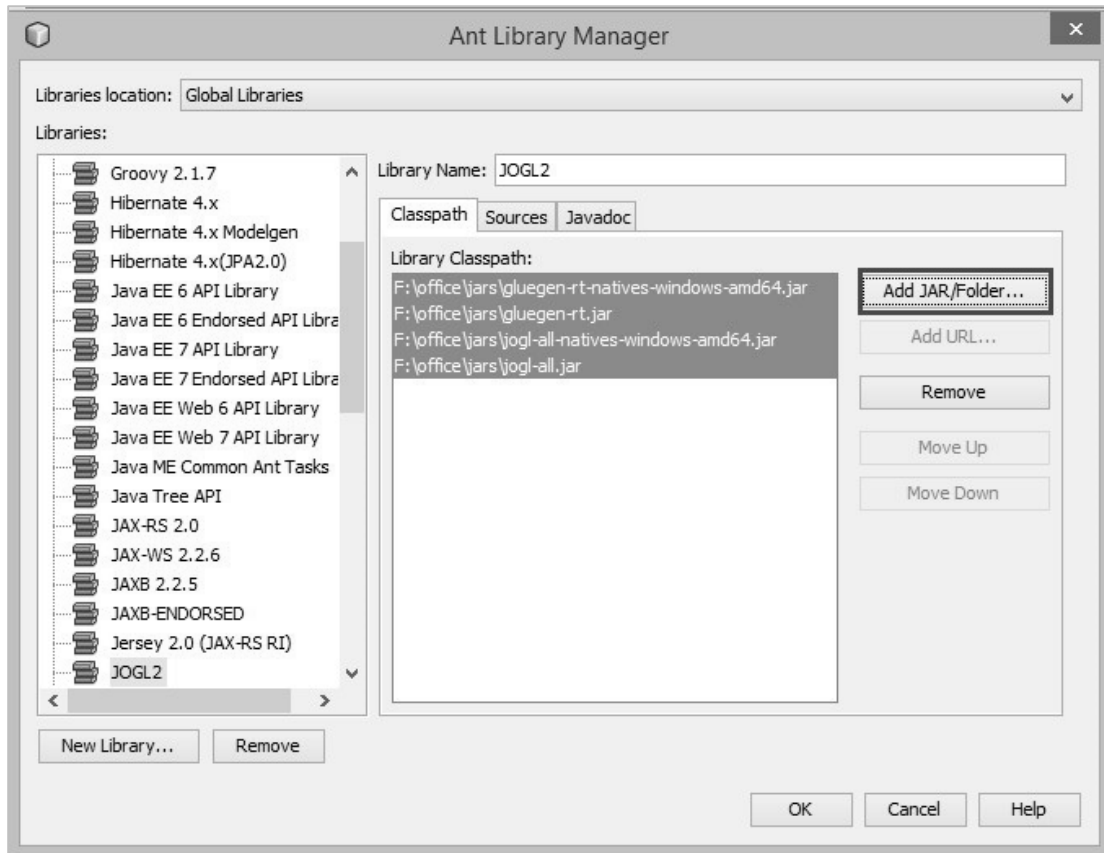 Ant Library Manager
Libraries location: Global Libraries
Libraries:
Groovy 2.1.7
Hibernate 4.x
Hibernate 4.x Modelgen
Hibernate 4.x(JPA2.0)
Java EE 6 API Library
Java EE 6 Endorsed API Libra
Java EE 7 API Library
Java EE 7 Endorsed API Libra
Java EE Web 6 API Library
Java EE Web 7 API Library
Java ME Common Ant Tasks
Java Tree API
JAX-RS 2.0
JAX-WS 2.2.6
JAXB 2.2.5
JAXB-ENDORSED
Jersey 2.0 (JAX-RS RI)
JOGL2
New Library... Remove
Library Name: JOGL2
Classpath Sources Javadoc
Library Classpath:
F:\office\jars\gluegen-rt-natives-windows-amd64.jar
F:\office\jars\gluegen-rt.jar
F:\office\jars\jogl-all-natives-windows-amd64.jar
F:\office\jars\jogl-all.jar
Add JAR/Folder...
Add URL...
Remove
Move Up
Move Down
OK Cancel Help